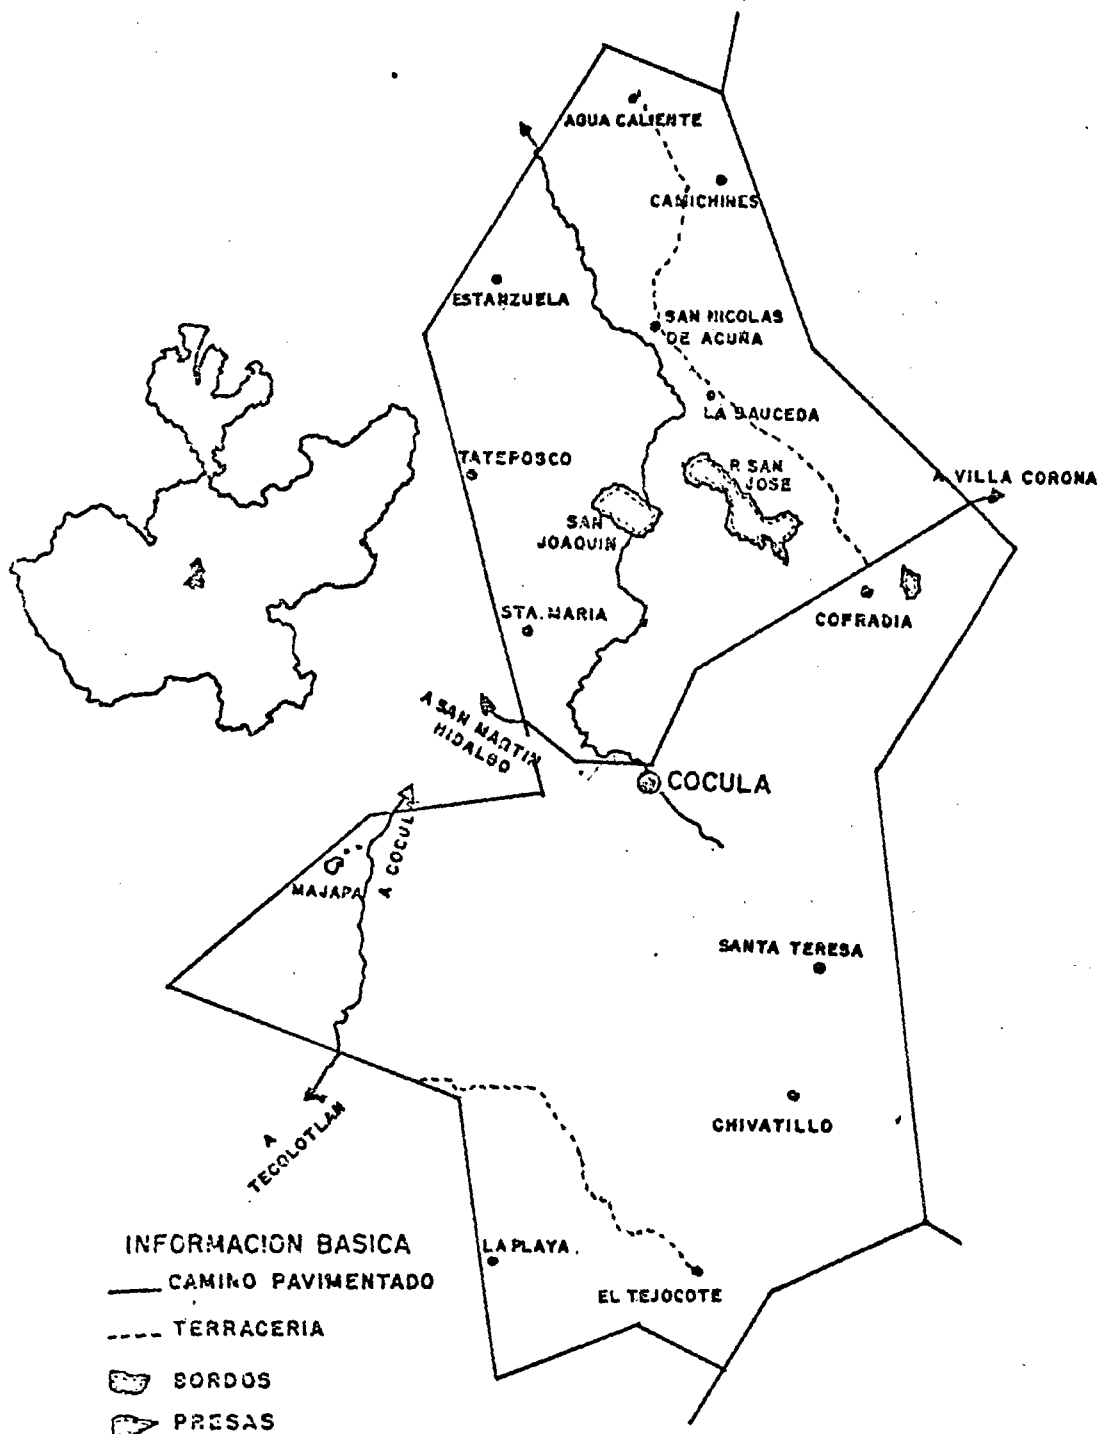 AGUA CALIENTE
CAMICHINES
ESTANZUELA
SAN NICOLAS
DE ACUÑA
LA SAUCEDA
TATEPOSCO
P. SAN
JOSE
A VILLA CORONA
SAN
JOAQUIN
COFRADIA
STA. MARIA
A SAN MARTIN
HIDALGO
COCULA
A COCUL
MAJAPA
SANTA TERESA
CHIVATILLO
A
TECOLOTLAN
LA PLAYA
EL TEJOCOTE
INFORMACION BASICA
CAMINO PAVIMENTADO
TERRACERIA
BORDOS
PRESAS